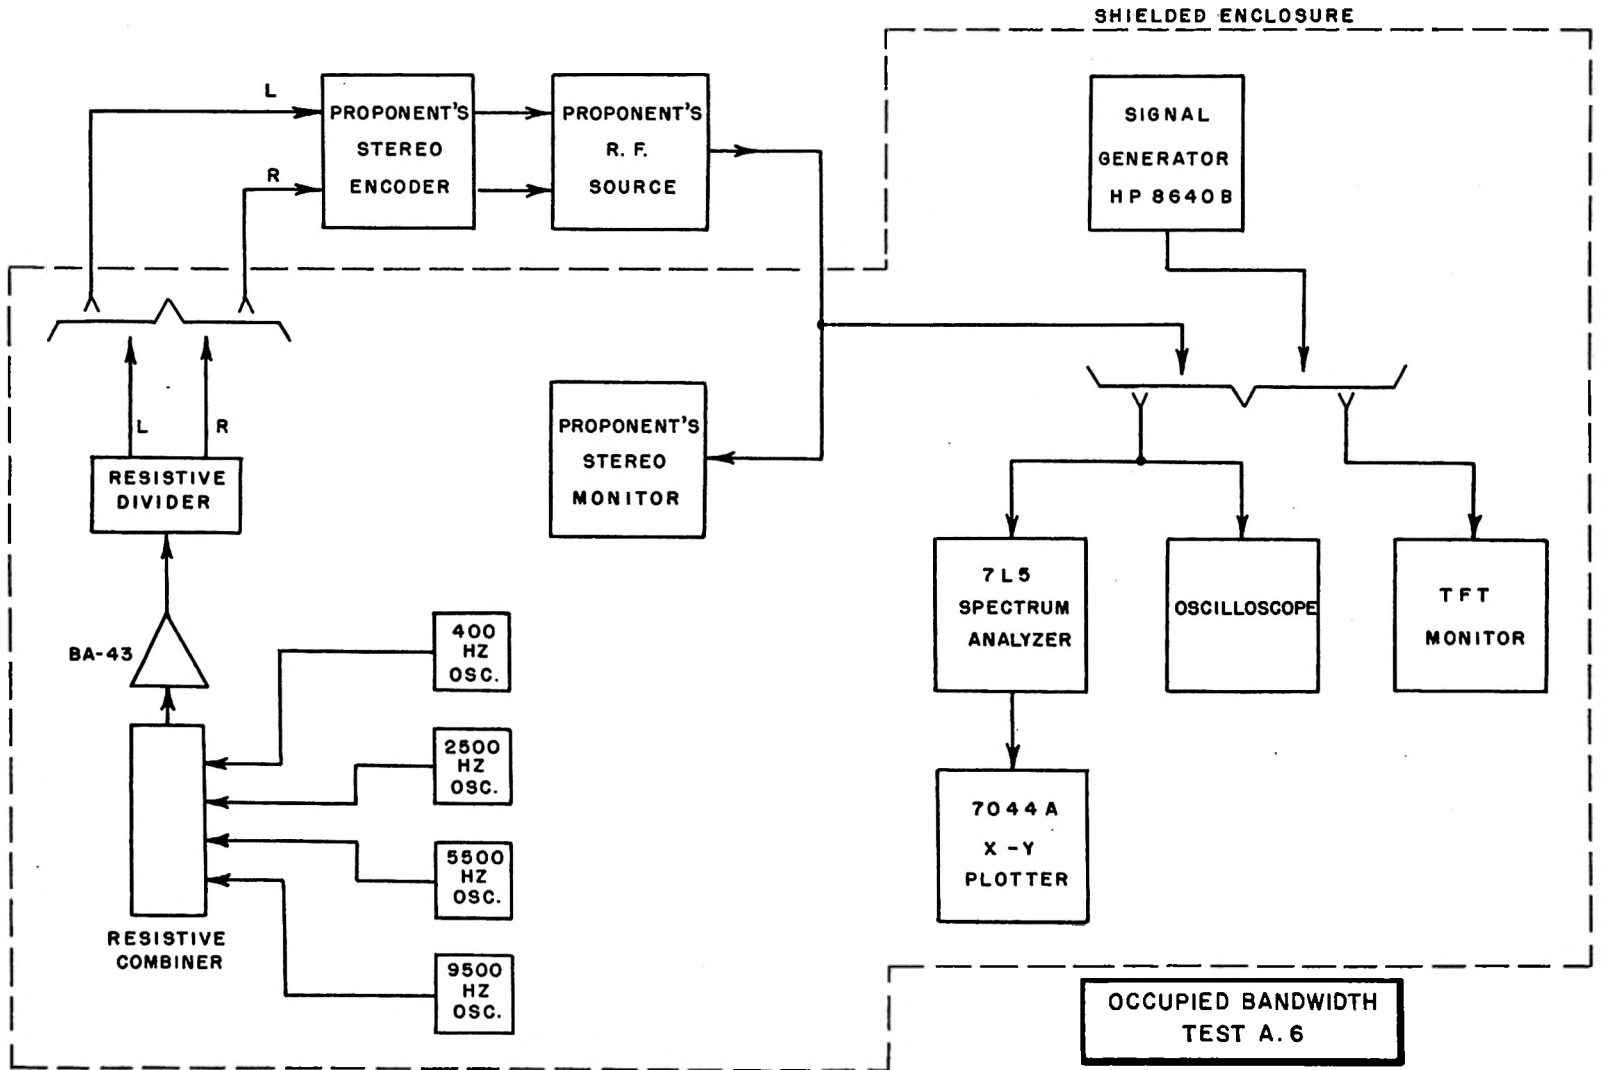 SHIELDED ENCLOSURE
L
R
PROPONENT'S
STEREO
ENCODER
PROPONENT'S
R. F.
SOURCE
SIGNAL
GENERATOR
HP 8640B
L
R
RESISTIVE
DIVIDER
PROPONENT'S
STEREO
MONITOR
7L5
SPECTRUM
ANALYZER
OSCILLOSCOPE
TFT
MONITOR
BA-43
400
HZ
OSC.
2500
HZ
OSC.
5500
HZ
OSC.
9500
HZ
OSC.
RESISTIVE
COMBINER
7044A
X-Y
PLOTTER
OCCUPIED BANDWIDTH
TEST A.6